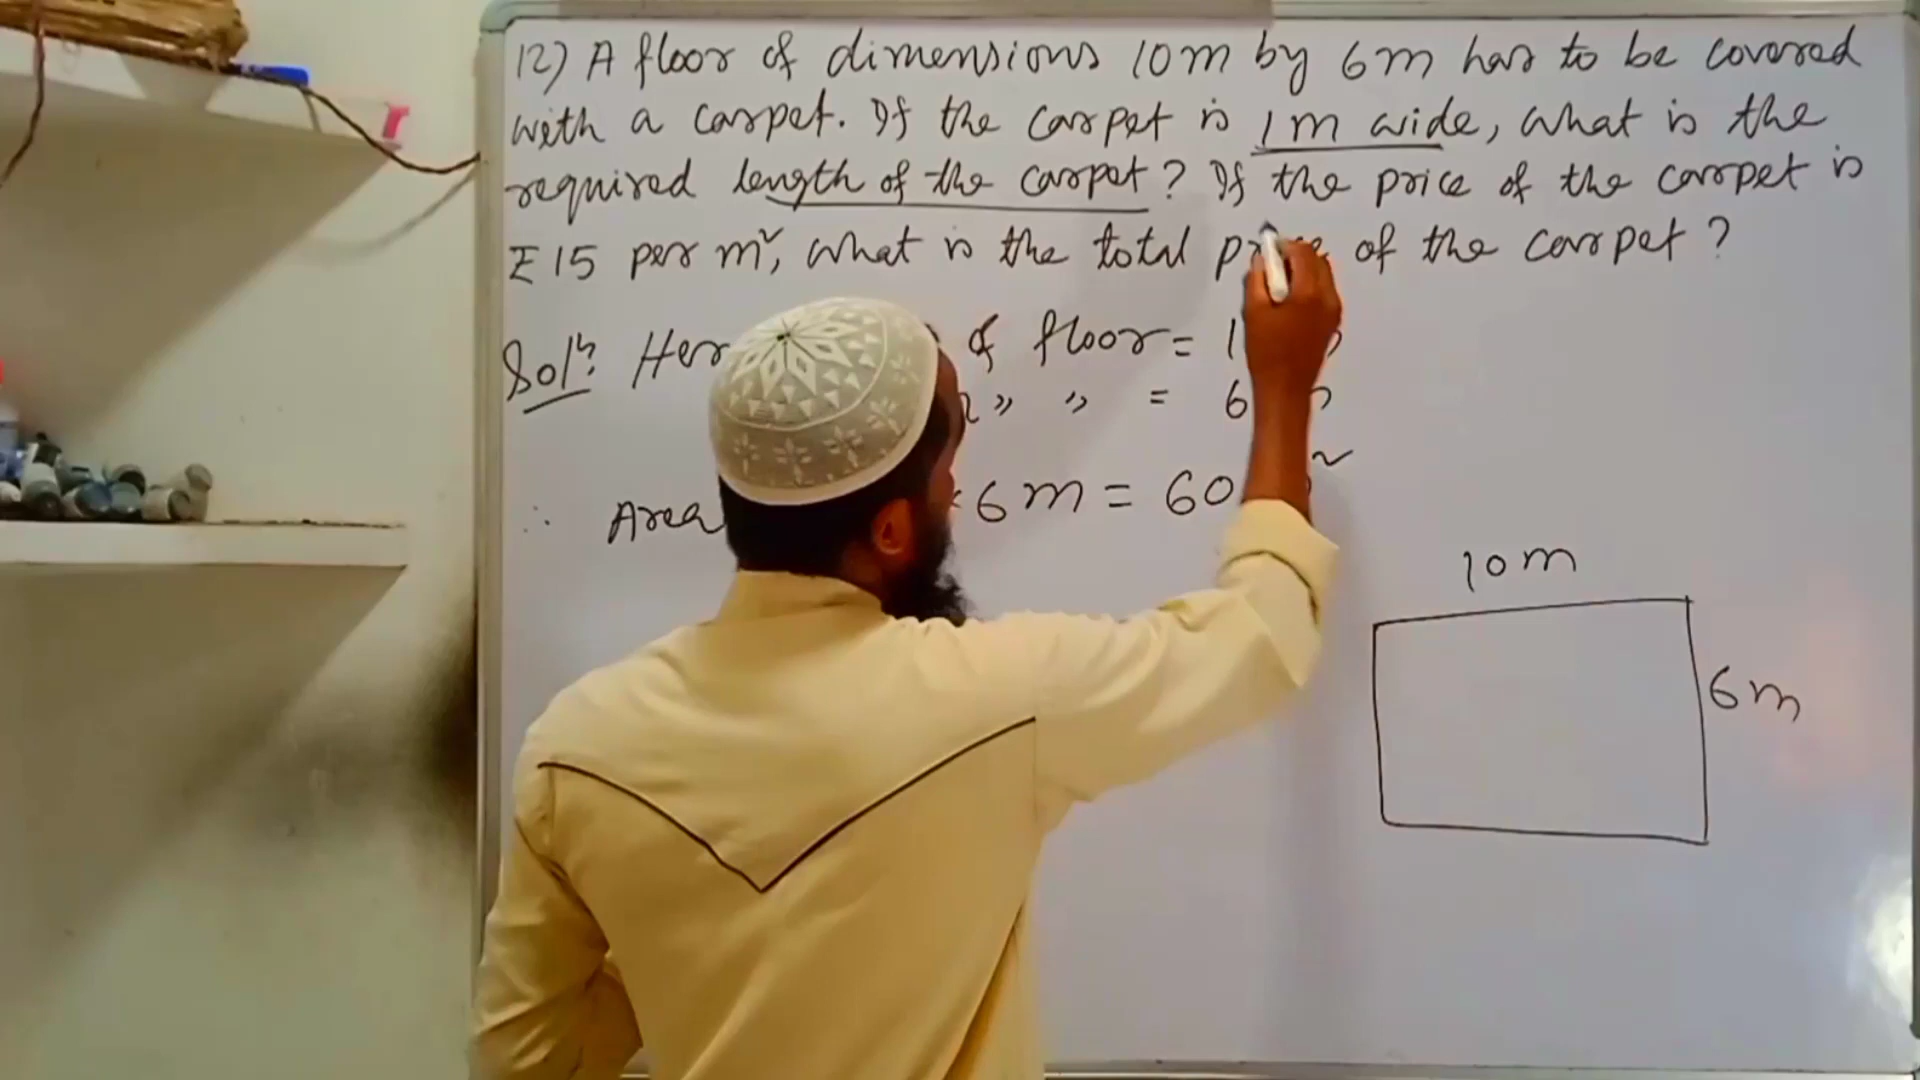 12) A floor of dimensions 10m by 6m has to be covered
with a carpet. If the carpet is 1m wide, what is the
required length of the carpet? If the price of the carpet is
₹15 per m², what is the total price of the carpet?
Solⁿ: Her of floor =
" " = 6
∴ Area 6m = 60
10m
6m